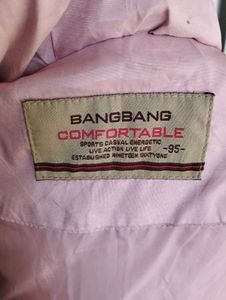 BANGBANG
COMFORTABLE
SPORTS CASUAL ENERGETIC
LIVE ACTION LIVE LIFE -95-
ESTABLISHED NINETEEN SIXTYONE